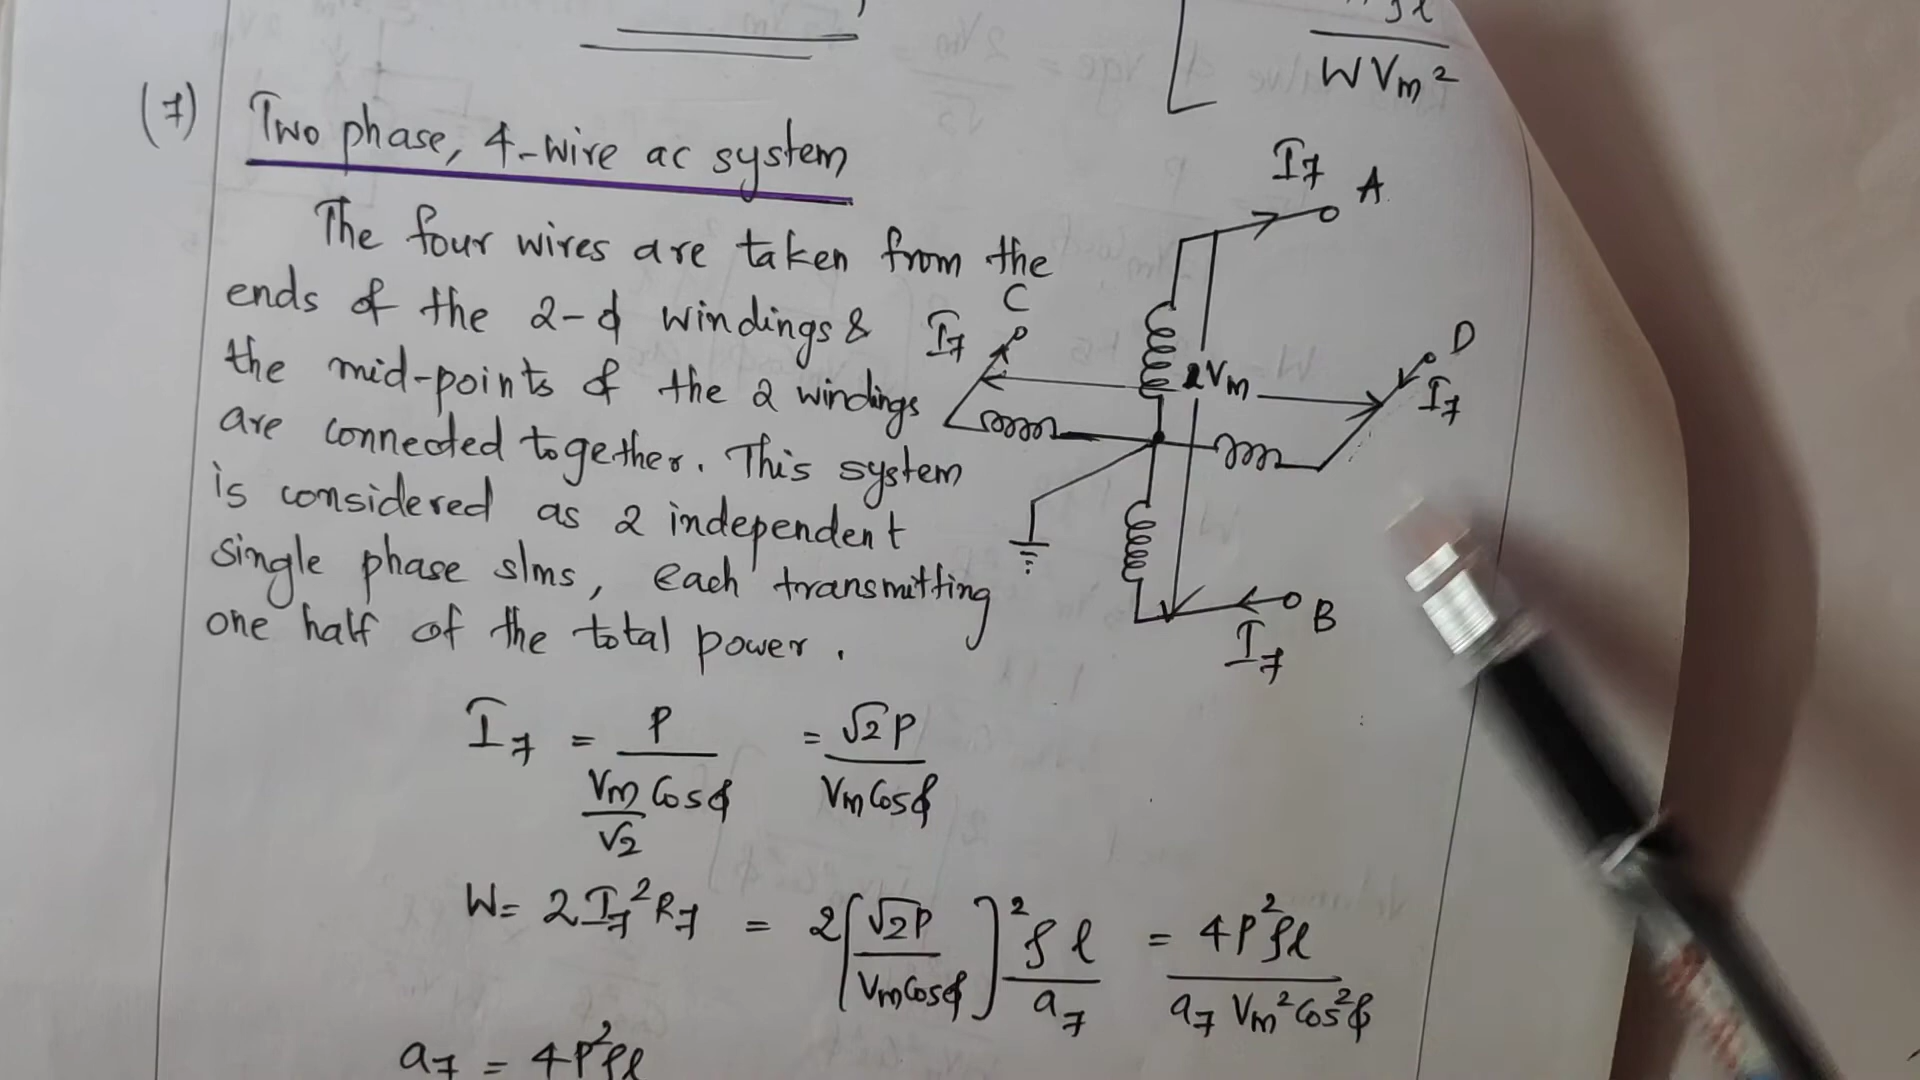 ρl
W Vm²
(7) Two phase, 4-wire ac system
The four wires are taken from the
ends of the 2-ϕ windings &
the mid-points of the 2 windings
are connected together. This system
is considered as 2 independent
single phase s/ms, each transmitting
one half of the total power.
I7 A
C
I7
D
I7
2Vm
B
I7
I7 = P / (Vm/√2 Cosϕ) = √2P / (Vm Cosϕ)
W = 2I7²R7 = 2[√2P / (Vm Cosϕ)]² ρl/a7 = 4P²ρl / (a7 Vm² Cos²ϕ)
a7 = 4P²ρl